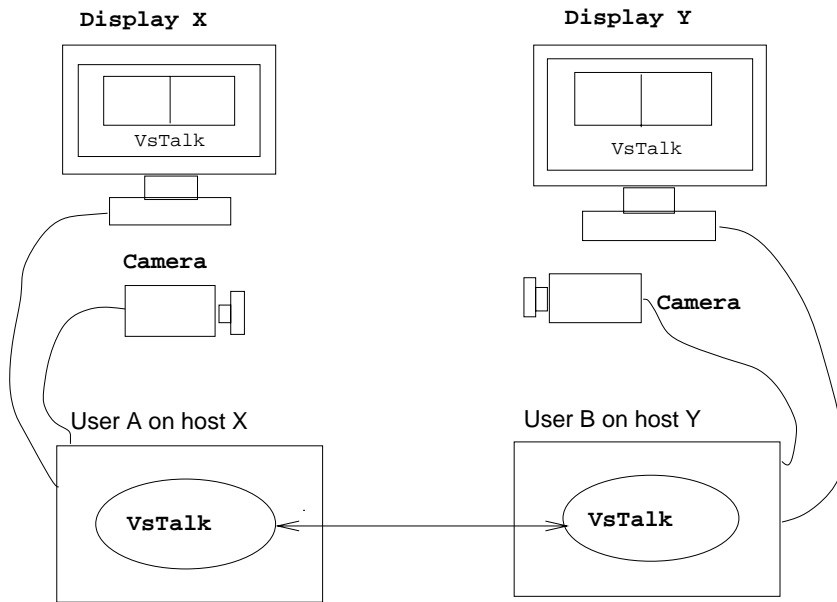 Display X
Display Y
VsTalk
VsTalk
Camera
Camera
User A on host X
User B on host Y
VsTalk
VsTalk